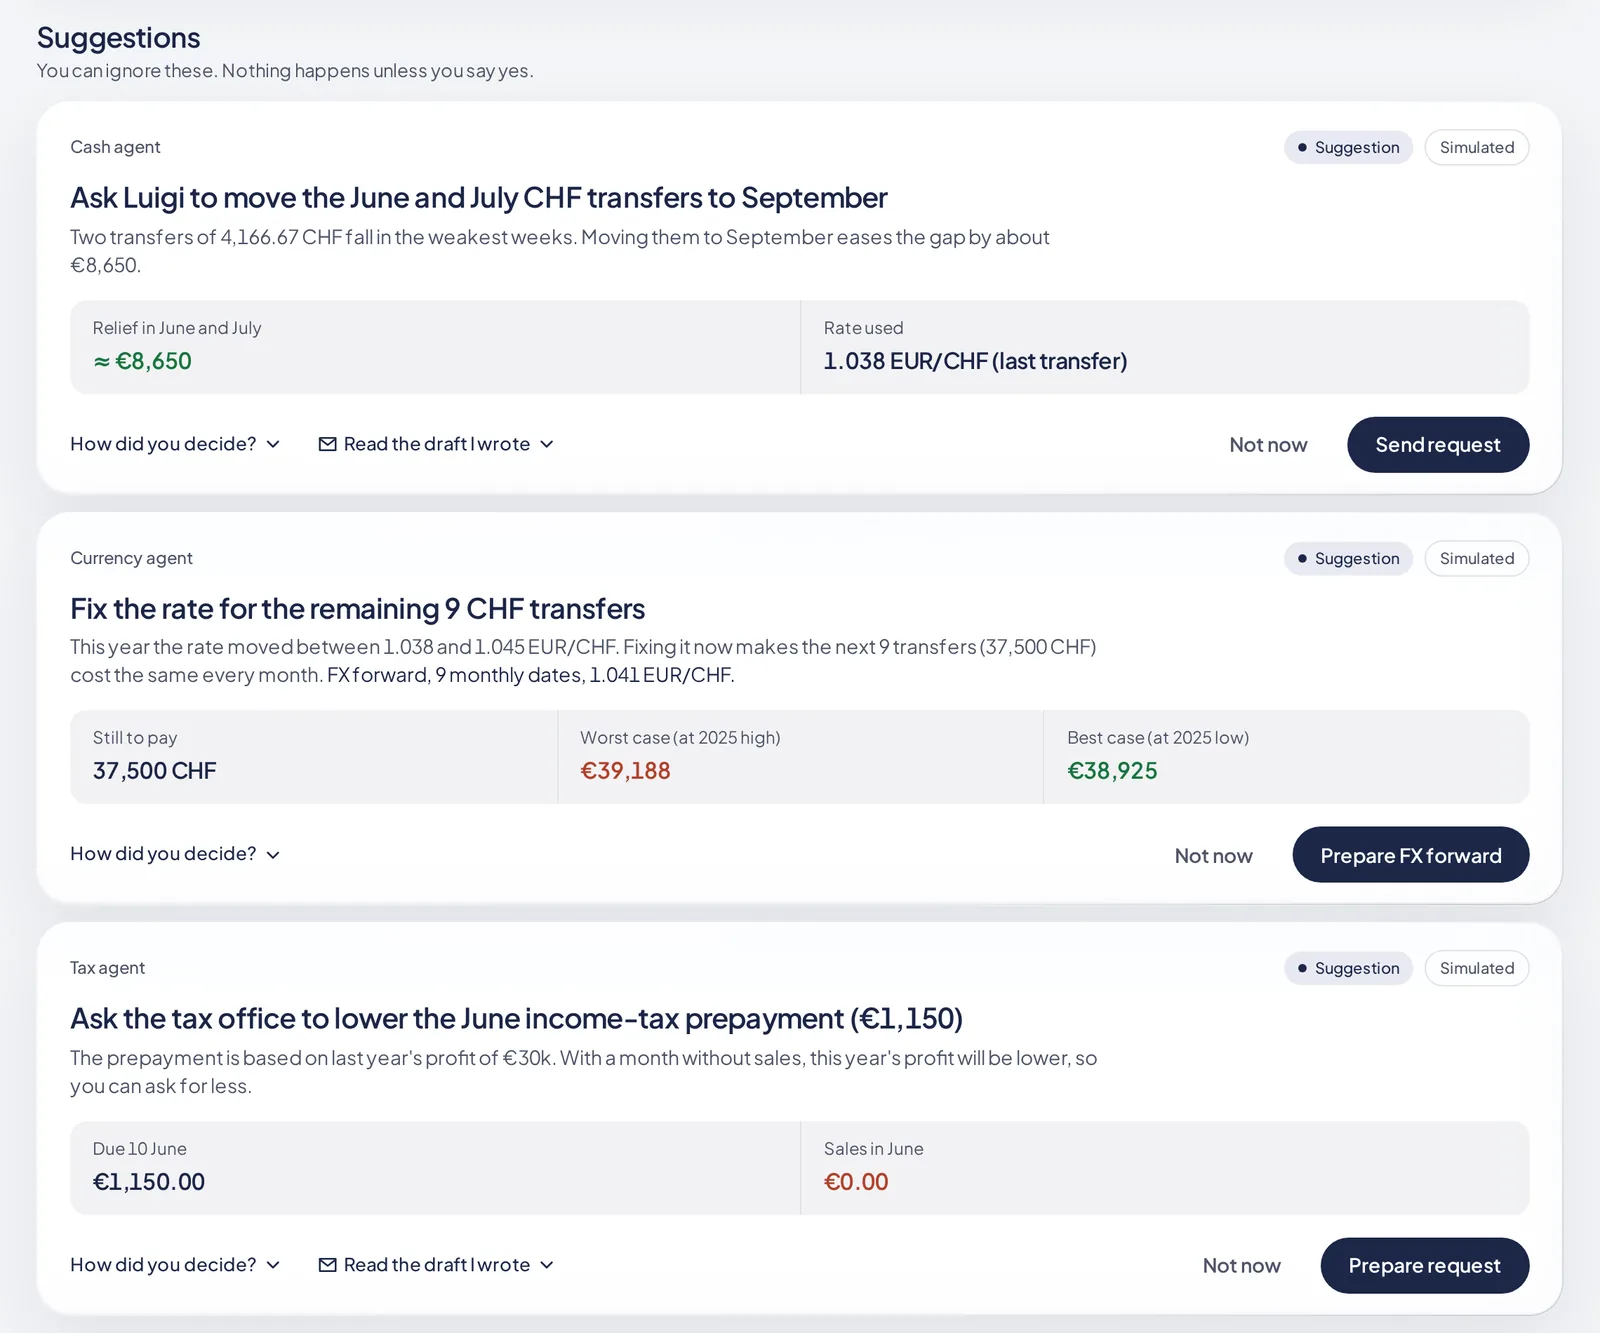 Suggestions
You can ignore these. Nothing happens unless you say yes.
Cash agent
Suggestion
Simulated
Ask Luigi to move the June and July CHF transfers to September
Two transfers of 4,166.67 CHF fall in the weakest weeks. Moving them to September eases the gap by about
€8,650.
Relief in June and July
Rate used
≈ €8,650
1.038 EUR/CHF (last transfer)
How did you decide?
Read the draft I wrote
Not now
Send request
Currency agent
Suggestion
Simulated
Fix the rate for the remaining 9 CHF transfers
This year the rate moved between 1.038 and 1.045 EUR/CHF. Fixing it now makes the next 9 transfers (37,500 CHF)
cost the same every month. FX forward, 9 monthly dates, 1.041 EUR/CHF.
Still to pay
Worst case (at 2025 high)
Best case (at 2025 low)
37,500 CHF
€39,188
€38,925
How did you decide?
Not now
Prepare FX forward
Tax agent
Suggestion
Simulated
Ask the tax office to lower the June income-tax prepayment (€1,150)
The prepayment is based on last year's profit of €30k. With a month without sales, this year's profit will be lower, so
you can ask for less.
Due 10 June
Sales in June
€1,150.00
€0.00
How did you decide?
Read the draft I wrote
Not now
Prepare request